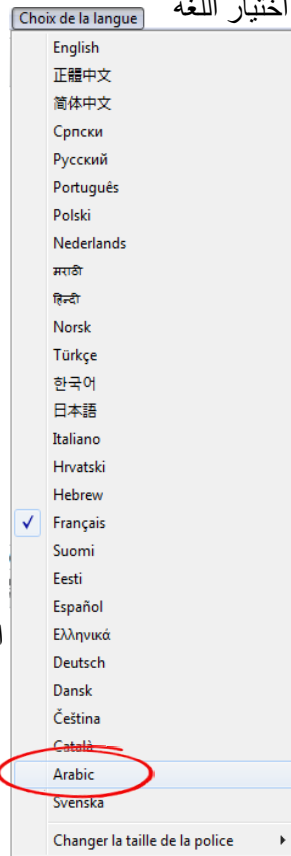 اختيار اللغه
Choix de la langue
English
正體中文
简体中文
Српски
Русский
Português
Polski
Nederlands
मराठी
हिन्दी
Norsk
Türkçe
한국어
日本語
Italiano
Hrvatski
Hebrew
Français
Suomi
Eesti
Español
Ελληνικά
Deutsch
Dansk
Čeština
Català
Arabic
Svenska
Changer la taille de la police